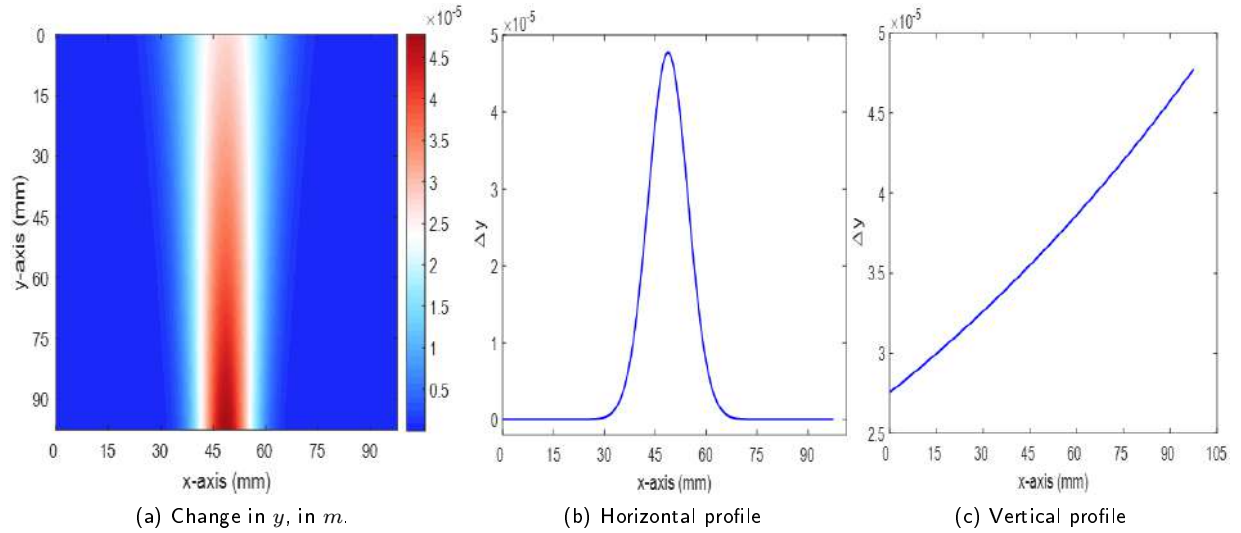 ×10⁻⁵
0
15
30
45
60
75
90
y-axis (mm)
0 30 60 90
x-axis (mm)
4.5
4
3.5
3
2.5
2
1.5
1
0.5
(a) Change in y, in m.
×10⁻⁵
5
4
3
2
1
0
Δy
0 15 30 45 60 75 90
x-axis (mm)
(b) Horizontal profile
×10⁻⁵
5
4.5
4
3.5
3
2.5
Δy
0 15 30 45 60 75 90 105
x-axis (mm)
(c) Vertical profile